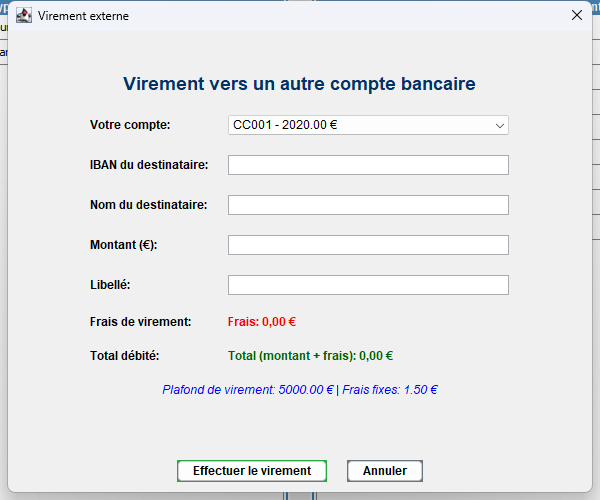 Virement externe
Virement vers un autre compte bancaire
Votre compte: CC001 - 2020.00 €
IBAN du destinataire:
Nom du destinataire:
Montant (€):
Libellé:
Frais de virement: Frais: 0,00 €
Total débité: Total (montant + frais): 0,00 €
Plafond de virement: 5000.00 € | Frais fixes: 1.50 €
Effectuer le virement Annuler